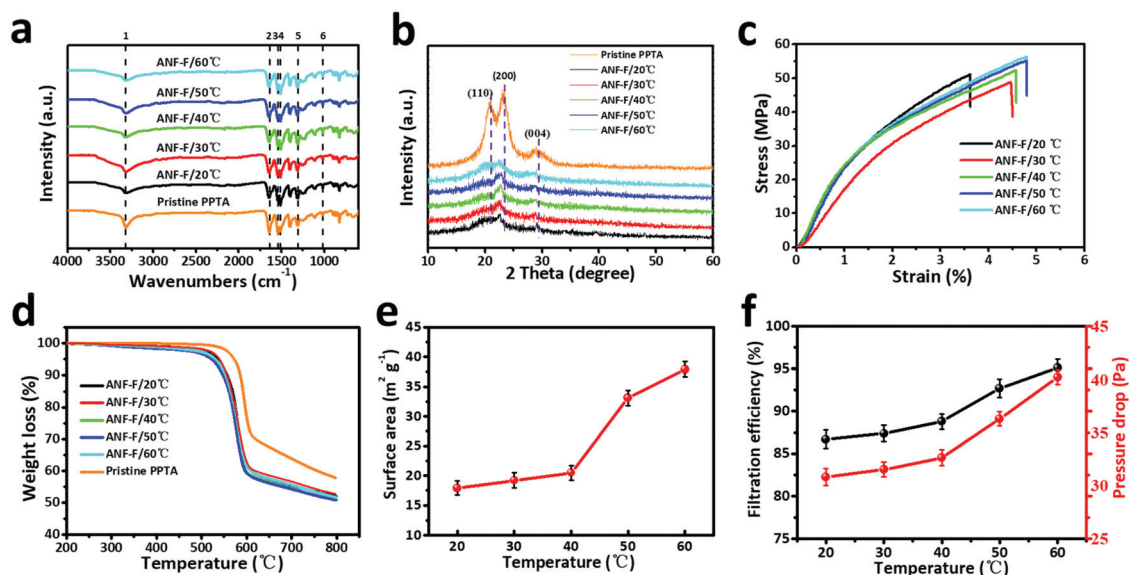 a
1 2 3 4 5 6
ANF-F/60℃
ANF-F/50℃
ANF-F/40℃
ANF-F/30℃
ANF-F/20℃
Pristine PPTA
Intensity (a.u.)
4000 3500 3000 2500 2000 1500 1000
Wavenumbers (cm⁻¹)
b
Pristine PPTA
ANF-F/20℃
ANF-F/30℃
ANF-F/40℃
ANF-F/50℃
ANF-F/60℃
(110)
(200)
(004)
Intensity (a.u.)
10 20 30 40 50 60
2 Theta (degree)
c
60
50
40
30
20
10
0
Stress (MPa)
ANF-F/20 ℃
ANF-F/30 ℃
ANF-F/40 ℃
ANF-F/50 ℃
ANF-F/60 ℃
0 1 2 3 4 5 6
Strain (%)
d
100
90
80
70
60
50
40
Weight loss (%)
ANF-F/20℃
ANF-F/30℃
ANF-F/40℃
ANF-F/50℃
ANF-F/60℃
Pristine PPTA
200 300 400 500 600 700 800 900
Temperature (℃)
e
45
40
35
30
25
20
15
10
Surface area (m² g⁻¹)
20 30 40 50 60
Temperature (℃)
f
100
95
90
85
80
75
Filtration efficiency (%)
45
40
35
30
25
Pressure drop (Pa)
20 30 40 50 60
Temperature (℃)